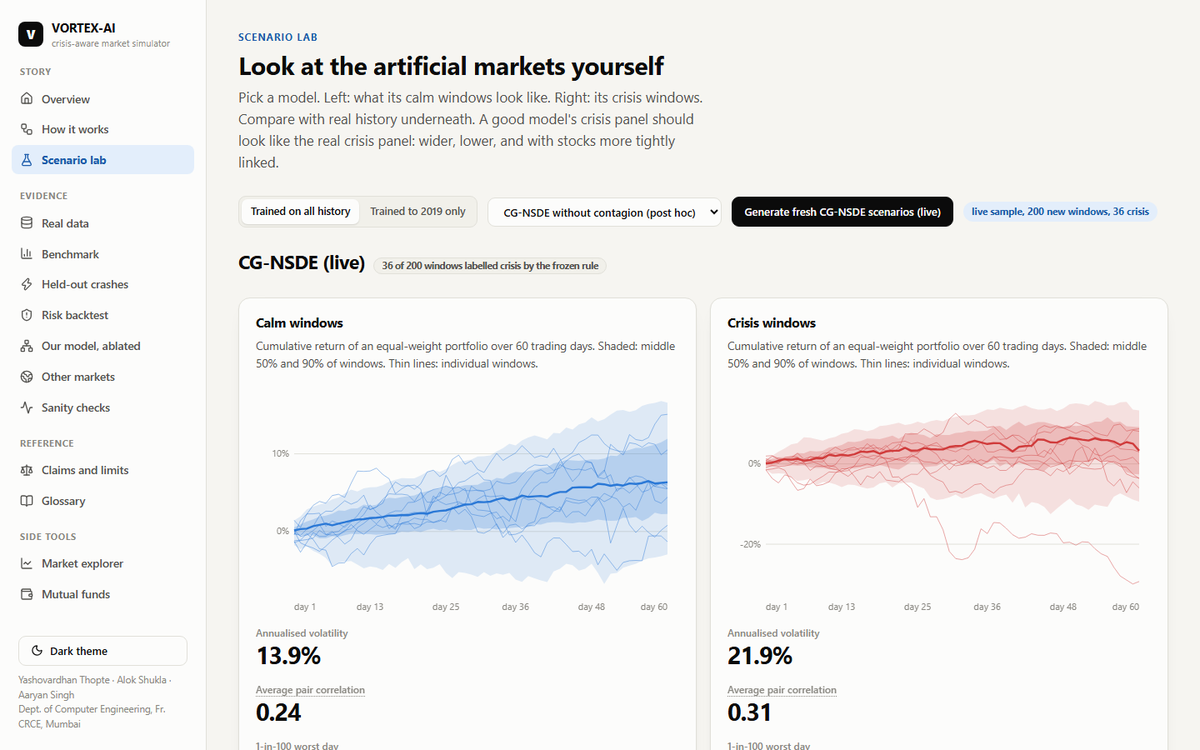 V
VORTEX-AI
crisis-aware market simulator
STORY
Overview
How it works
Scenario lab
EVIDENCE
Real data
Benchmark
Held-out crashes
Risk backtest
Our model, ablated
Other markets
Sanity checks
REFERENCE
Claims and limits
Glossary
SIDE TOOLS
Market explorer
Mutual funds
Dark theme
Yashovardhan Thopte · Alok Shukla ·
Aaryan Singh
Dept. of Computer Engineering, Fr.
CRCE, Mumbai
SCENARIO LAB
Look at the artificial markets yourself
Pick a model. Left: what its calm windows look like. Right: its crisis windows.
Compare with real history underneath. A good model's crisis panel should
look like the real crisis panel: wider, lower, and with stocks more tightly
linked.
Trained on all history
Trained to 2019 only
CG-NSDE without contagion (post hoc)
Generate fresh CG-NSDE scenarios (live)
live sample, 200 new windows, 36 crisis
CG-NSDE (live)
36 of 200 windows labelled crisis by the frozen rule
Calm windows
Cumulative return of an equal-weight portfolio over 60 trading days. Shaded: middle
50% and 90% of windows. Thin lines: individual windows.
10%
0%
day 1
day 13
day 25
day 36
day 48
day 60
Annualised volatility
13.9%
Average pair correlation
0.24
1-in-100 worst day
Crisis windows
Cumulative return of an equal-weight portfolio over 60 trading days. Shaded: middle
50% and 90% of windows. Thin lines: individual windows.
0%
-20%
day 1
day 13
day 25
day 36
day 48
day 60
Annualised volatility
21.9%
Average pair correlation
0.31
1-in-100 worst day